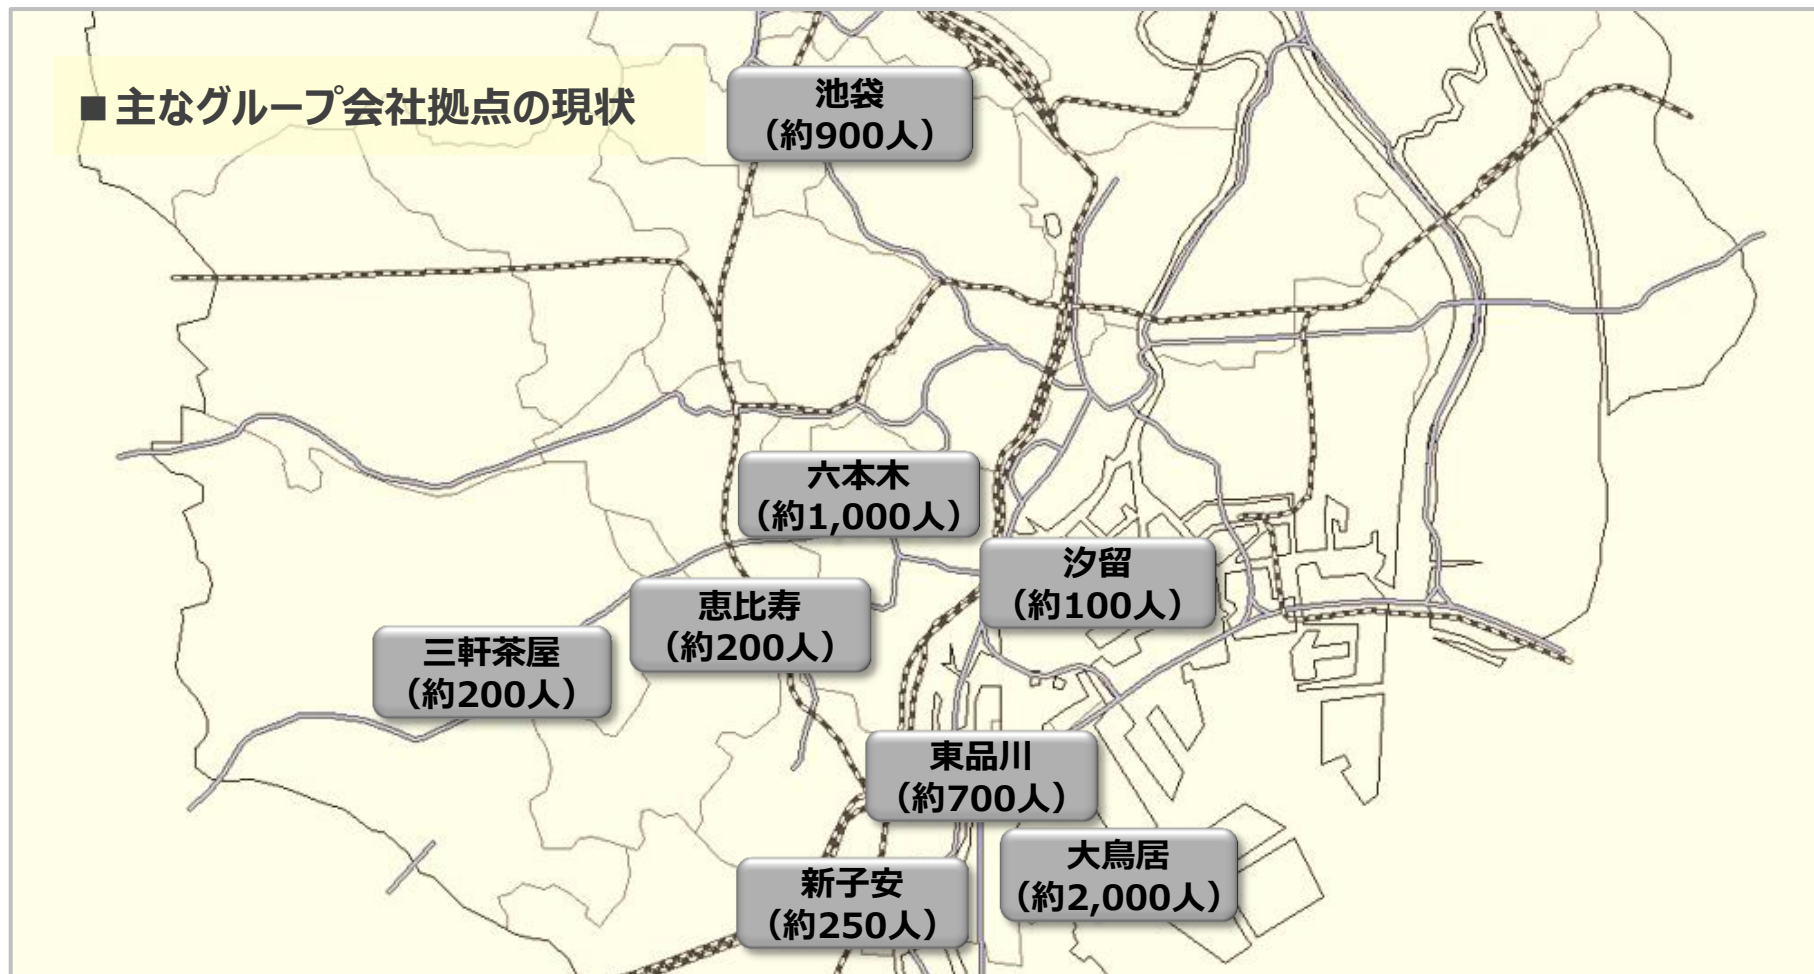 ■ 主なグループ会社拠点の現状
池袋
（約900人）
六本木
（約1,000人）
汐留
（約100人）
恵比寿
（約200人）
三軒茶屋
（約200人）
東品川
（約700人）
大鳥居
（約2,000人）
新子安
（約250人）